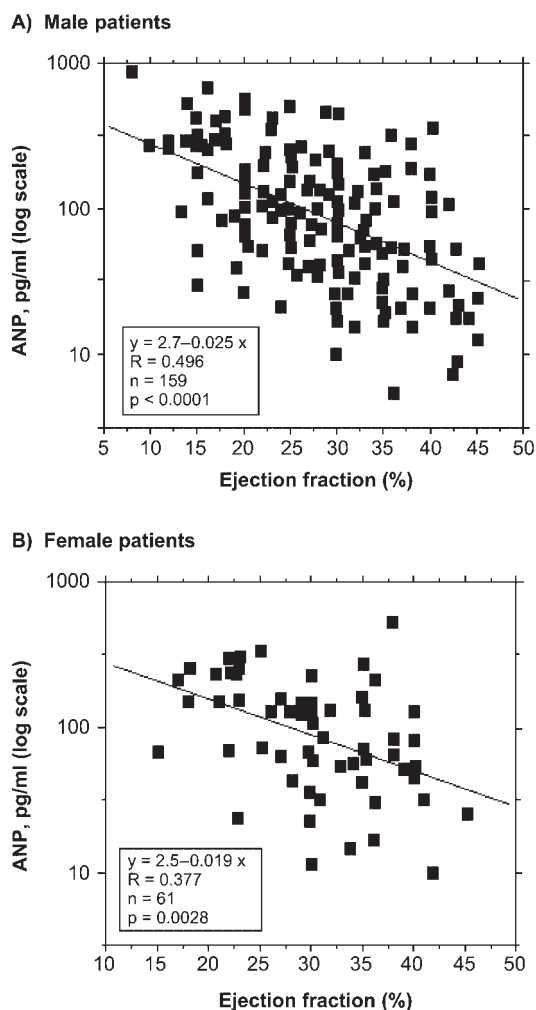 A) Male patients
1000
100
10
ANP, pg/ml (log scale)
y = 2.7–0.025 x
R = 0.496
n = 159
p < 0.0001
5 10 15 20 25 30 35 40 45 50
Ejection fraction (%)
B) Female patients
1000
100
10
ANP, pg/ml (log scale)
y = 2.5–0.019 x
R = 0.377
n = 61
p = 0.0028
10 15 20 25 30 35 40 45 50
Ejection fraction (%)